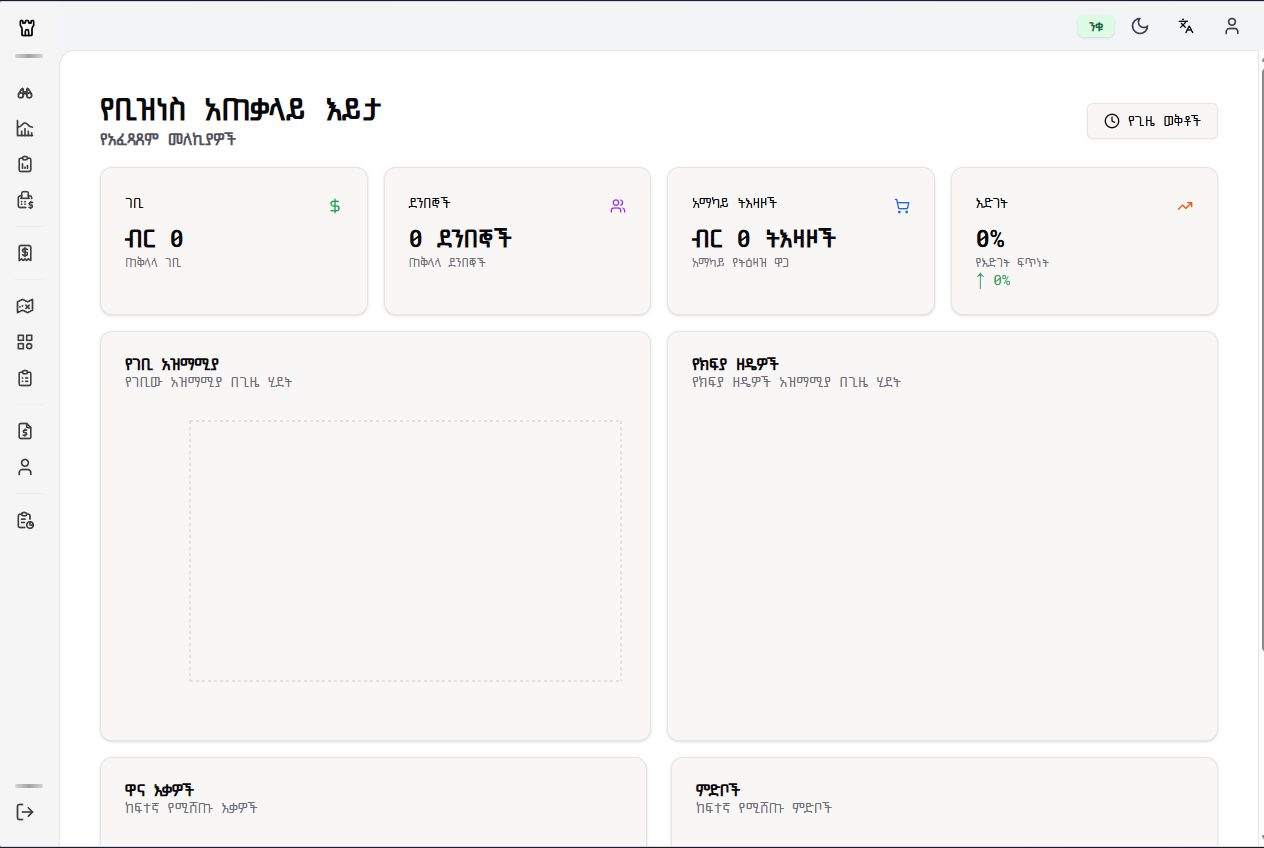 ንቁ
የቢዝነስ አጠቃላይ እይታ
የአፈጻጸም መለኪያዎች
የጊዜ ወቅቶች
ገቢ
ብር 0
ጠቅላላ ገቢ
ደንበኞች
0 ደንበኞች
ጠቅላላ ደንበኞች
አማካይ ትእዛዞች
ብር 0 ትእዛዞች
አማካይ የትዕዛዝ ዋጋ
እድገት
0%
የእድገት ፍጥነት
↑ 0%
የገቢ አዝማሚያ
የገቢው አዝማሚያ በጊዜ ሂደት
የክፍያ ዘዴዎች
የክፍያ ዘዴዎች አዝማሚያ በጊዜ ሂደት
ዋና እቃዎች
ከፍተኛ የሚሸጡ እቃዎች
ምድቦች
ከፍተኛ የሚሸጡ ምድቦች